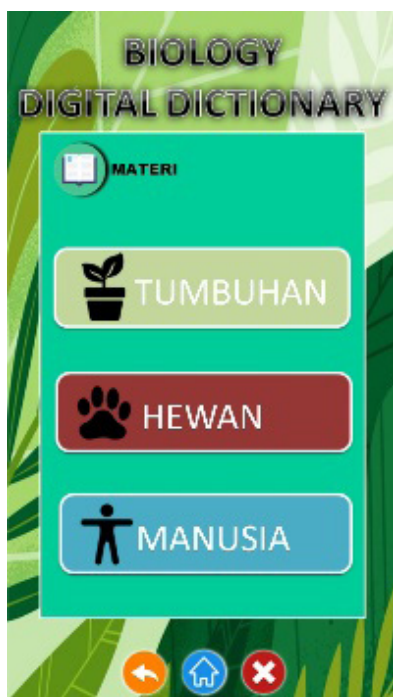 BIOLOGY
DIGITAL DICTIONARY
MATERI
TUMBUHAN
HEWAN
MANUSIA